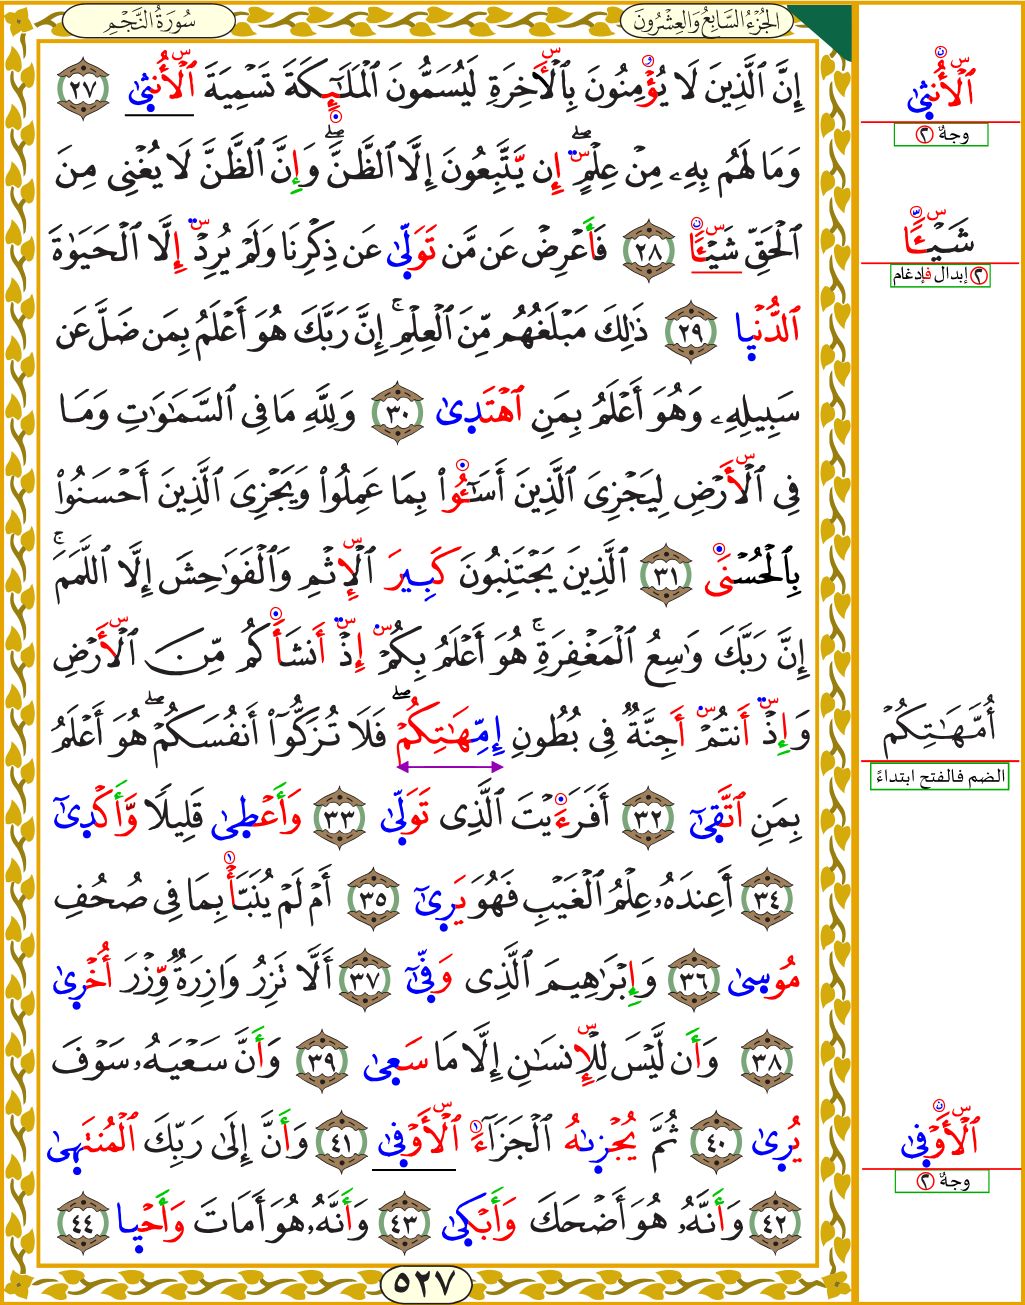 الجُزْءُ السَّابِعُ وَالعِشْرُونَ
سُورَةُ النَّجْمِ
إِنَّ ٱلَّذِينَ لَا يُؤْمِنُونَ بِٱلْأَخِرَةِ لَيُسَمُّونَ ٱلْمَلَٰٓئِكَةَ تَسْمِيَةَ ٱلْأُنثَىٰ ٢٧
وَمَا لَهُم بِهِۦ مِنْ عِلْمٍ ۖ إِن يَتَّبِعُونَ إِلَّا ٱلظَّنَّ ۖ وَإِنَّ ٱلظَّنَّ لَا يُغْنِى مِنَ
ٱلْحَقِّ شَيْـًٔا ٢٨ فَأَعْرِضْ عَن مَّن تَوَلَّىٰ عَن ذِكْرِنَا وَلَمْ يُرِدْ إِلَّا ٱلْحَيَوٰةَ
ٱلدُّنْيَا ٢٩ ذَٰلِكَ مَبْلَغُهُم مِّنَ ٱلْعِلْمِ ۚ إِنَّ رَبَّكَ هُوَ أَعْلَمُ بِمَن ضَلَّ عَن
سَبِيلِهِۦ وَهُوَ أَعْلَمُ بِمَنِ ٱهْتَدَىٰ ٣٠ وَلِلَّهِ مَا فِى ٱلسَّمَٰوَٰتِ وَمَا
فِى ٱلْأَرْضِ لِيَجْزِىَ ٱلَّذِينَ أَسَٰٓـُٔوا۟ بِمَا عَمِلُوا۟ وَيَجْزِىَ ٱلَّذِينَ أَحْسَنُوا۟
بِٱلْحُسْنَى ٣١ ٱلَّذِينَ يَجْتَنِبُونَ كَبِيرَ ٱلْإِثْمِ وَٱلْفَوَٰحِشَ إِلَّا ٱللَّمَمَ ۚ
إِنَّ رَبَّكَ وَٰسِعُ ٱلْمَغْفِرَةِ ۚ هُوَ أَعْلَمُ بِكُمْ إِذْ أَنشَأَكُم مِّنَ ٱلْأَرْضِ
وَإِذْ أَنتُمْ أَجِنَّةٌ فِى بُطُونِ إِمِّهَٰتِكُمْ ۖ فَلَا تُزَكُّوٓا۟ أَنفُسَكُمْ ۖ هُوَ أَعْلَمُ
بِمَنِ ٱتَّقَىٰٓ ٣٢ أَفَرَءَيْتَ ٱلَّذِى تَوَلَّىٰ ٣٣ وَأَعْطَىٰ قَلِيلًا وَأَكْدَىٰٓ
٣٤ أَعِندَهُۥ عِلْمُ ٱلْغَيْبِ فَهُوَ يَرَىٰٓ ٣٥ أَمْ لَمْ يُنَبَّأْ بِمَا فِى صُحُفِ
مُوسَىٰ ٣٦ وَإِبْرَٰهِيمَ ٱلَّذِى وَفَّىٰٓ ٣٧ أَلَّا تَزِرُ وَازِرَةٌ وِزْرَ أُخْرَىٰ
٣٨ وَأَن لَّيْسَ لِلْإِنسَٰنِ إِلَّا مَا سَعَىٰ ٣٩ وَأَنَّ سَعْيَهُۥ سَوْفَ
يُرَىٰ ٤٠ ثُمَّ يُجْزَىٰهُ ٱلْجَزَآءَ ٱلْأَوْفَىٰ ٤١ وَأَنَّ إِلَىٰ رَبِّكَ ٱلْمُنتَهَىٰ
٤٢ وَأَنَّهُۥ هُوَ أَضْحَكَ وَأَبْكَىٰ ٤٣ وَأَنَّهُۥ هُوَ أَمَاتَ وَأَحْيَا ٤٤
٥٢٧
ٱلْأُنثَىٰ
وجهٌ ٢
شَيْـًٔا
٢ إبدال فإدغام
أُمَّهَٰتِكُمْ
الضم فالفتح ابتداءً
ٱلْأَوْفَىٰ
وجهٌ ٢